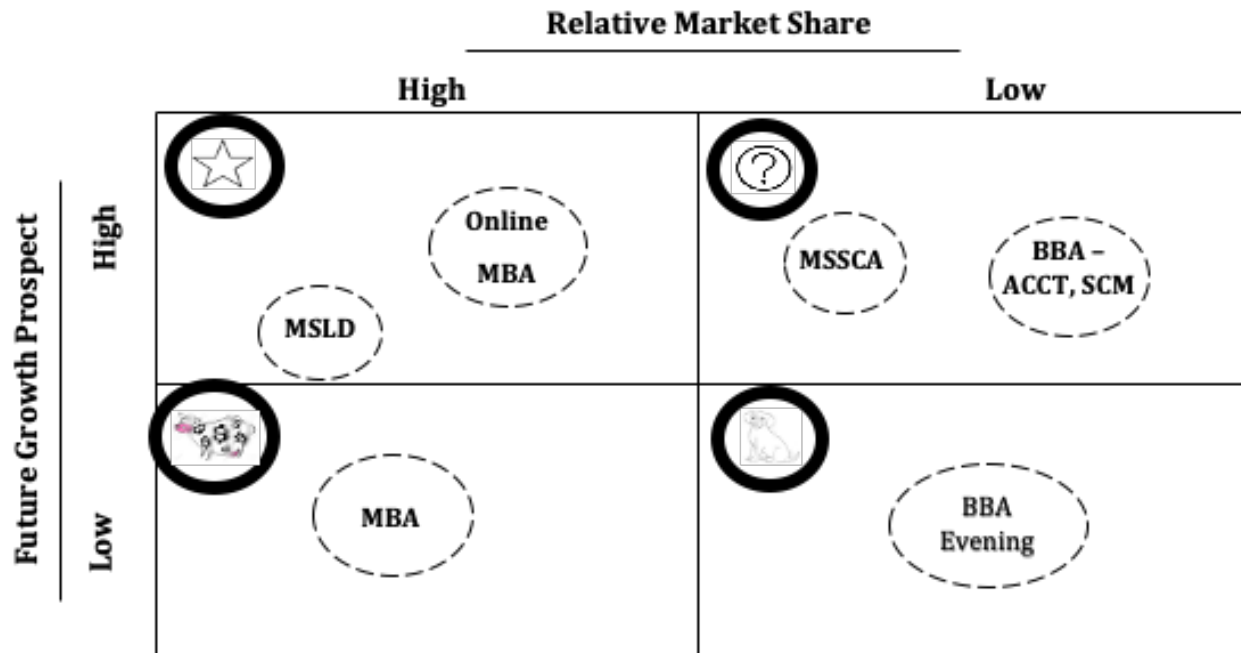 Relative Market Share
High
Low
Future Growth Prospect
High
Low
?
Online
MBA
MSLD
MSSCA
BBA –
ACCT, SCM
MBA
BBA
Evening